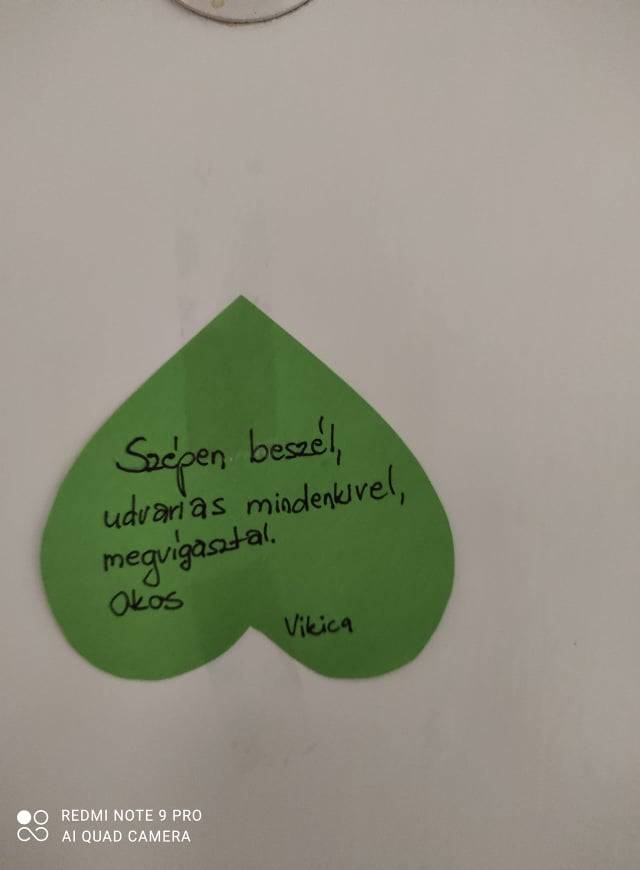 Szépen beszél,
udvarias mindenkivel,
megvigasztal.
Okos
Vikica
REDMI NOTE 9 PRO
AI QUAD CAMERA